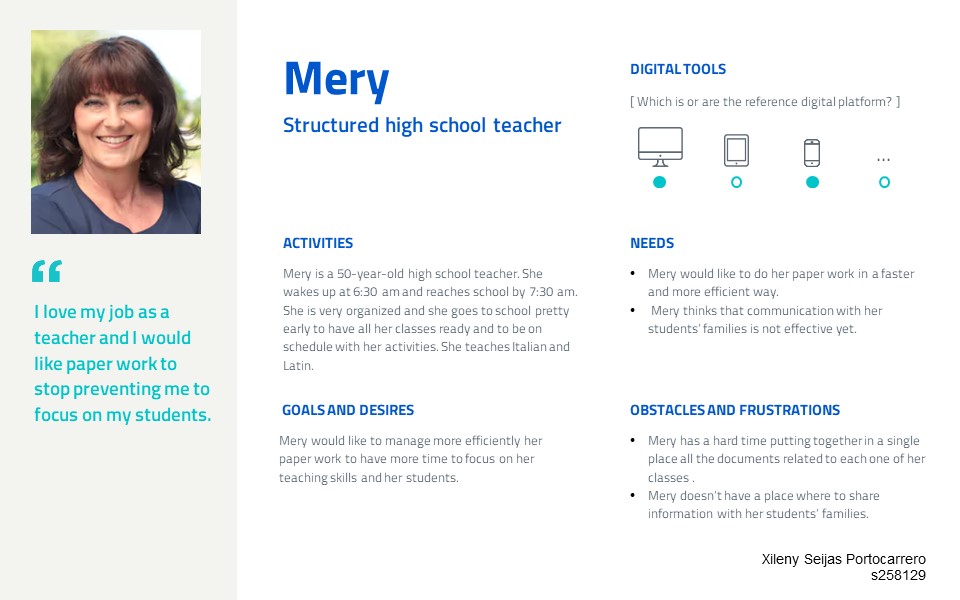 Mery
Structured high school teacher
DIGITAL TOOLS
[ Which is or are the reference digital platform? ]
...
“
I love my job as a
teacher and I would
like paper work to
stop preventing me to
focus on my students.
ACTIVITIES
Mery is a 50-year-old high school teacher. She
wakes up at 6:30 am and reaches school by 7:30 am.
She is very organized and she goes to school pretty
early to have all her classes ready and to be on
schedule with her activities. She teaches Italian and
Latin.
NEEDS
• Mery would like to do her paper work in a faster
and more efficient way.
• Mery thinks that communication with her
students’ families is not effective yet.
GOALS AND DESIRES
Mery would like to manage more efficiently her
paper work to have more time to focus on her
teaching skills and her students.
OBSTACLES AND FRUSTRATIONS
• Mery has a hard time putting together in a single
place all the documents related to each one of her
classes .
• Mery doesn’t have a place where to share
information with her students’ families.
Xileny Seijas Portocarrero
s258129